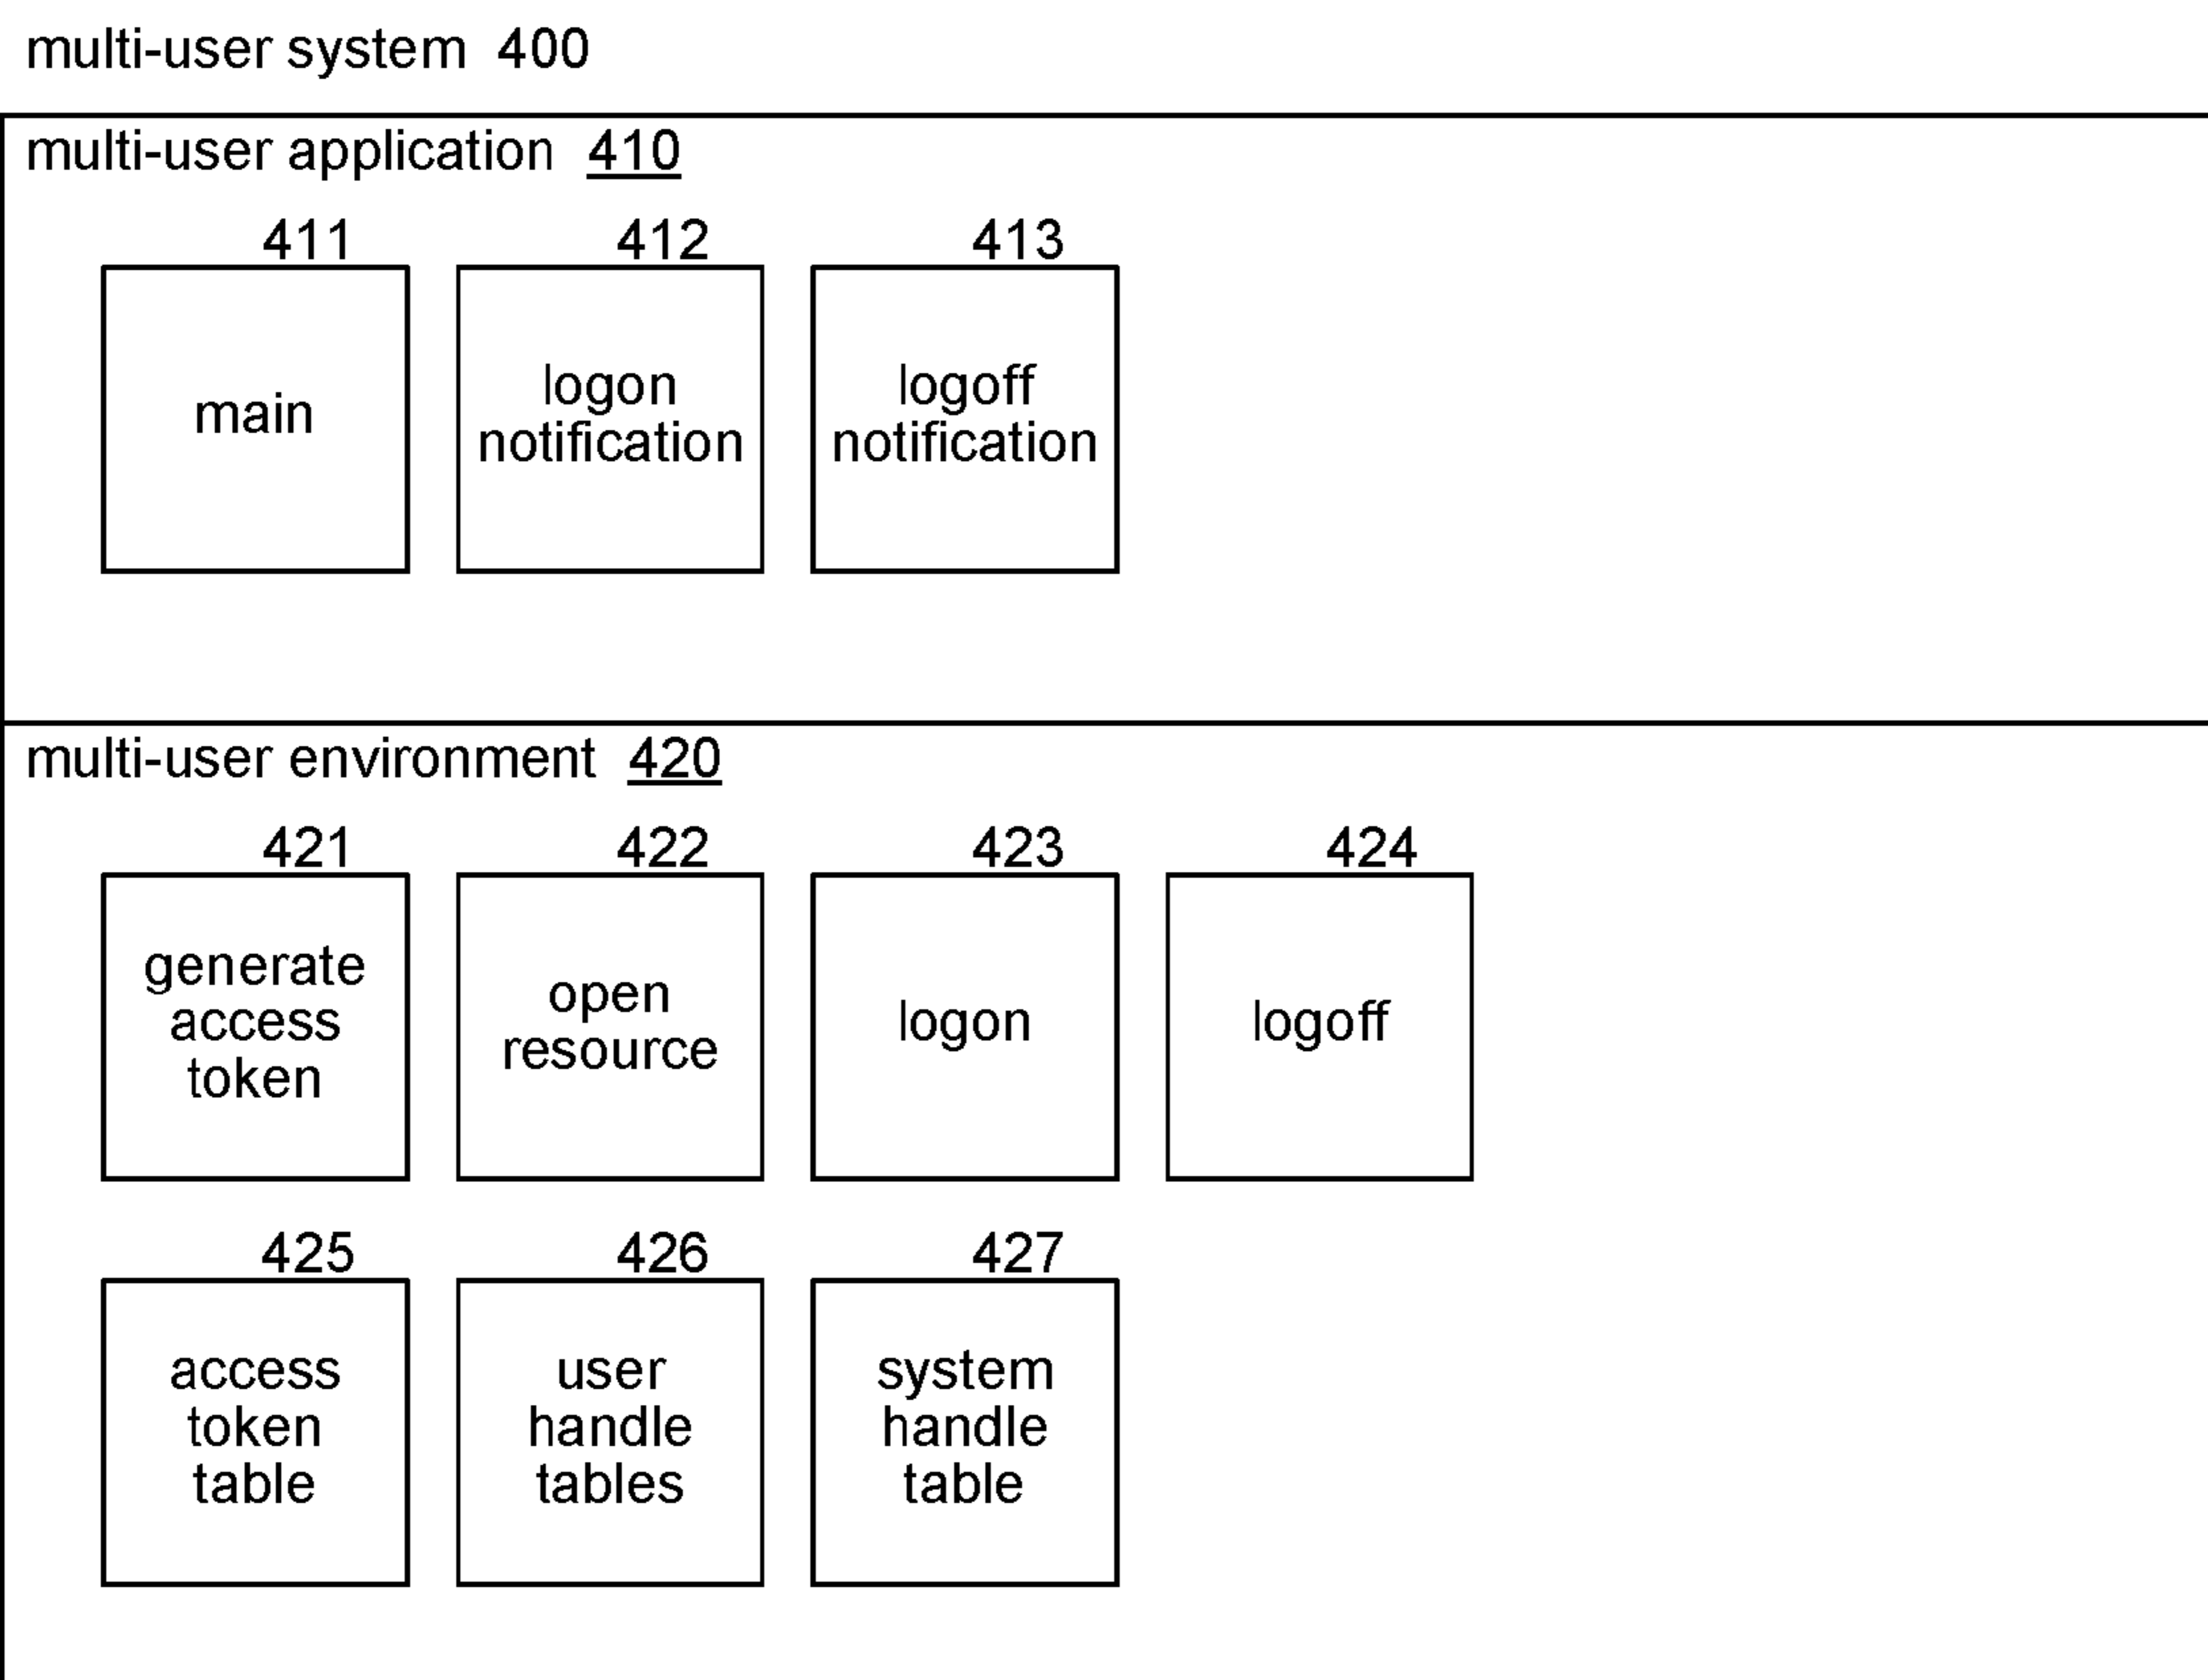 multi-user system 400
multi-user application 410
411 412 413
main
logon
notification
logoff
notification
multi-user environment 420
421 422 423 424
generate
access
token
open
resource
logon
logoff
425 426 427
access
token
table
user
handle
tables
system
handle
table